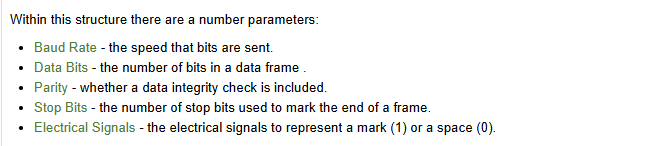 Within this structure there are a number parameters:
• Baud Rate - the speed that bits are sent.
• Data Bits - the number of bits in a data frame .
• Parity - whether a data integrity check is included.
• Stop Bits - the number of stop bits used to mark the end of a frame.
• Electrical Signals - the electrical signals to represent a mark (1) or a space (0).